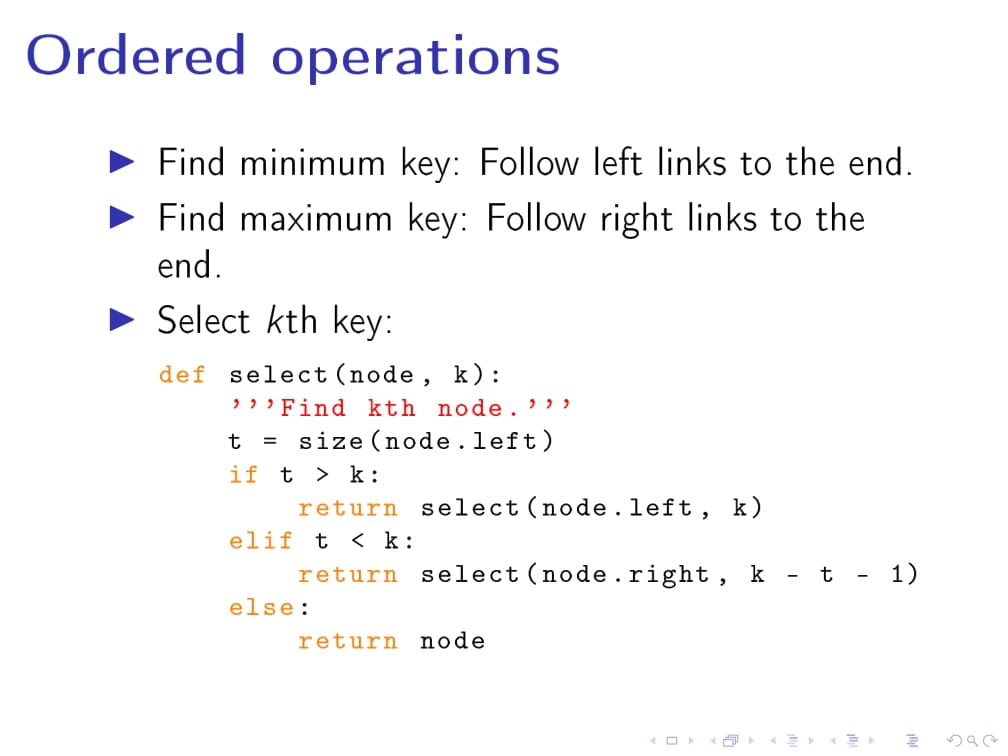 Ordered operations
Find minimum key: Follow left links to the end.
Find maximum key: Follow right links to the
end.
Select kth key:
def select(node, k):
    ’’’Find kth node.’’’
    t = size(node.left)
    if t > k:
        return select(node.left, k)
    elif t < k:
        return select(node.right, k - t - 1)
    else:
        return node